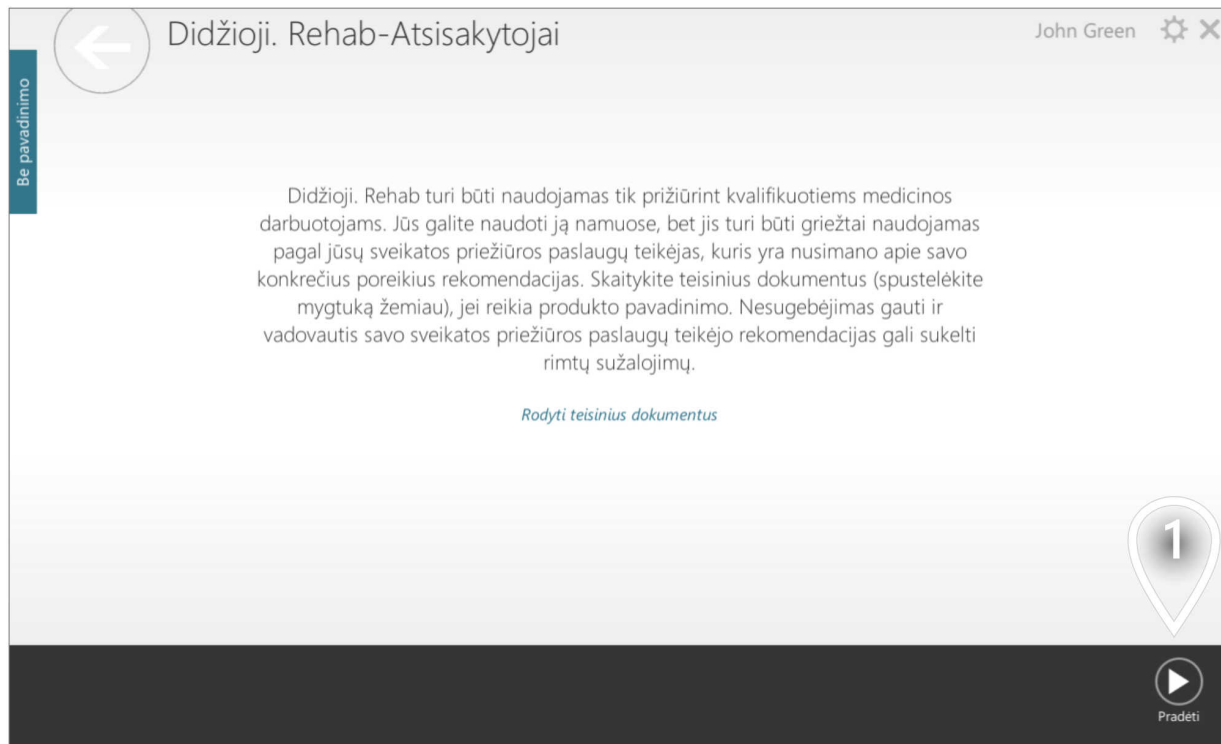 Didžioji. Rehab-Atsisakytojai
John Green
Be pavadinimo
Didžioji. Rehab turi būti naudojamas tik prižiūrint kvalifikuotiems medicinos
darbuotojams. Jūs galite naudoti ją namuose, bet jis turi būti griežtai naudojamas
pagal jūsų sveikatos priežiūros paslaugų teikėjas, kuris yra nusimano apie savo
konkrečius poreikius rekomendacijas. Skaitykite teisinius dokumentus (spustelėkite
mygtuką žemiau), jei reikia produkto pavadinimo. Nesugebėjimas gauti ir
vadovautis savo sveikatos priežiūros paslaugų teikėjo rekomendacijas gali sukelti
rimtų sužalojimų.
Rodyti teisinius dokumentus
1
Pradėti